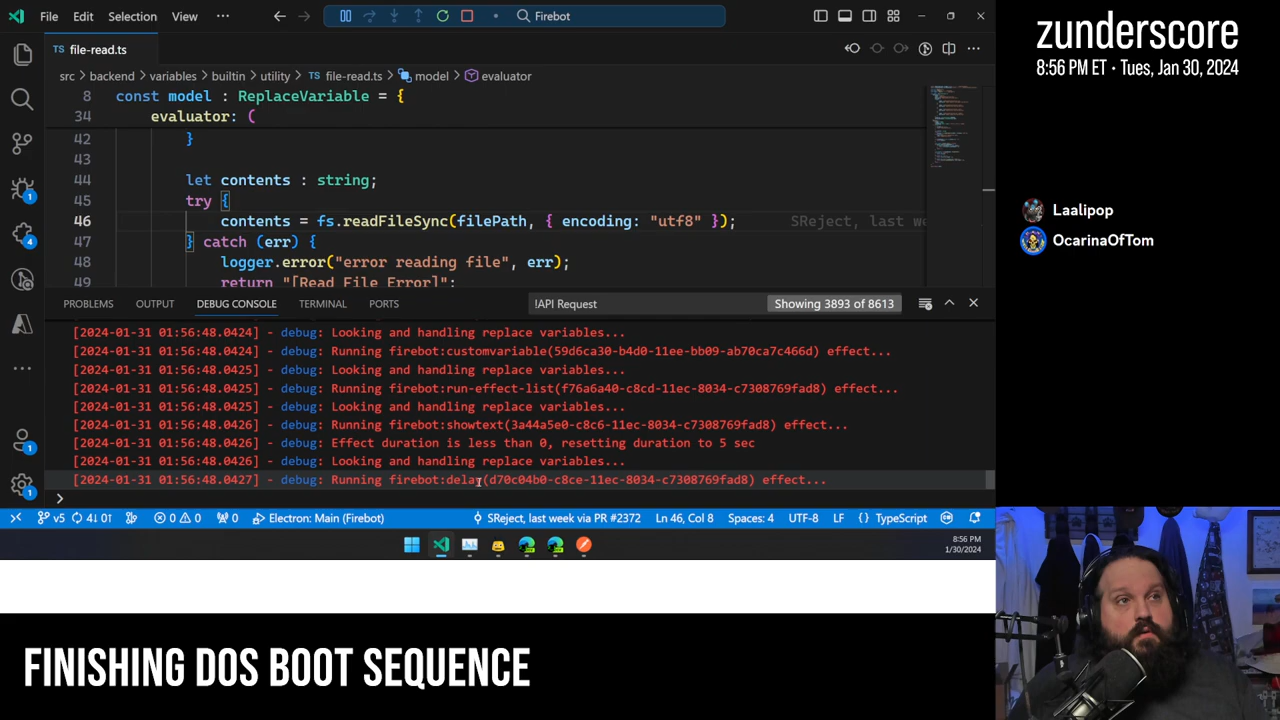 File Edit Selection View ··· Firebot
zunderscore
8:56 PM ET · Tues, Jan 30, 2024
TS file-read.ts
src > backend > variables > builtin > utility > TS file-read.ts > model > evaluator
8 const model : ReplaceVariable = {
34 evaluator: (
42 }
43
44 let contents : string;
45 try {
46 contents = fs.readFileSync(filePath, { encoding: "utf8" }); SReject, last we
47 } catch (err) {
48 logger.error("error reading file", err);
49 return "[Read File Error]";
Laalipop
OcarinaOfTom
1
4
PROBLEMS OUTPUT DEBUG CONSOLE TERMINAL PORTS !API Request Showing 3893 of 8613
[2024-01-31 01:56:48.0424] - debug: Looking and handling replace variables...
[2024-01-31 01:56:48.0424] - debug: Running firebot:customvariable(59d6ca30-b4d0-11ee-bb09-ab70ca7c466d) effect...
[2024-01-31 01:56:48.0425] - debug: Looking and handling replace variables...
[2024-01-31 01:56:48.0425] - debug: Running firebot:run-effect-list(f76a6a40-c8cd-11ec-8034-c7308769fad8) effect...
[2024-01-31 01:56:48.0425] - debug: Looking and handling replace variables...
[2024-01-31 01:56:48.0426] - debug: Running firebot:showtext(3a44a5e0-c8c6-11ec-8034-c7308769fad8) effect...
[2024-01-31 01:56:48.0426] - debug: Effect duration is less than 0, resetting duration to 5 sec
[2024-01-31 01:56:48.0426] - debug: Looking and handling replace variables...
[2024-01-31 01:56:48.0427] - debug: Running firebot:delay(d70c04b0-c8ce-11ec-8034-c7308769fad8) effect...
>
1
1
v5 4↓ 0↑ 0 0 0 Electron: Main (Firebot) SReject, last week via PR #2372 Ln 46, Col 8 Spaces: 4 UTF-8 LF {} TypeScript
8:56 PM
1/30/2024
FINISHING DOS BOOT SEQUENCE